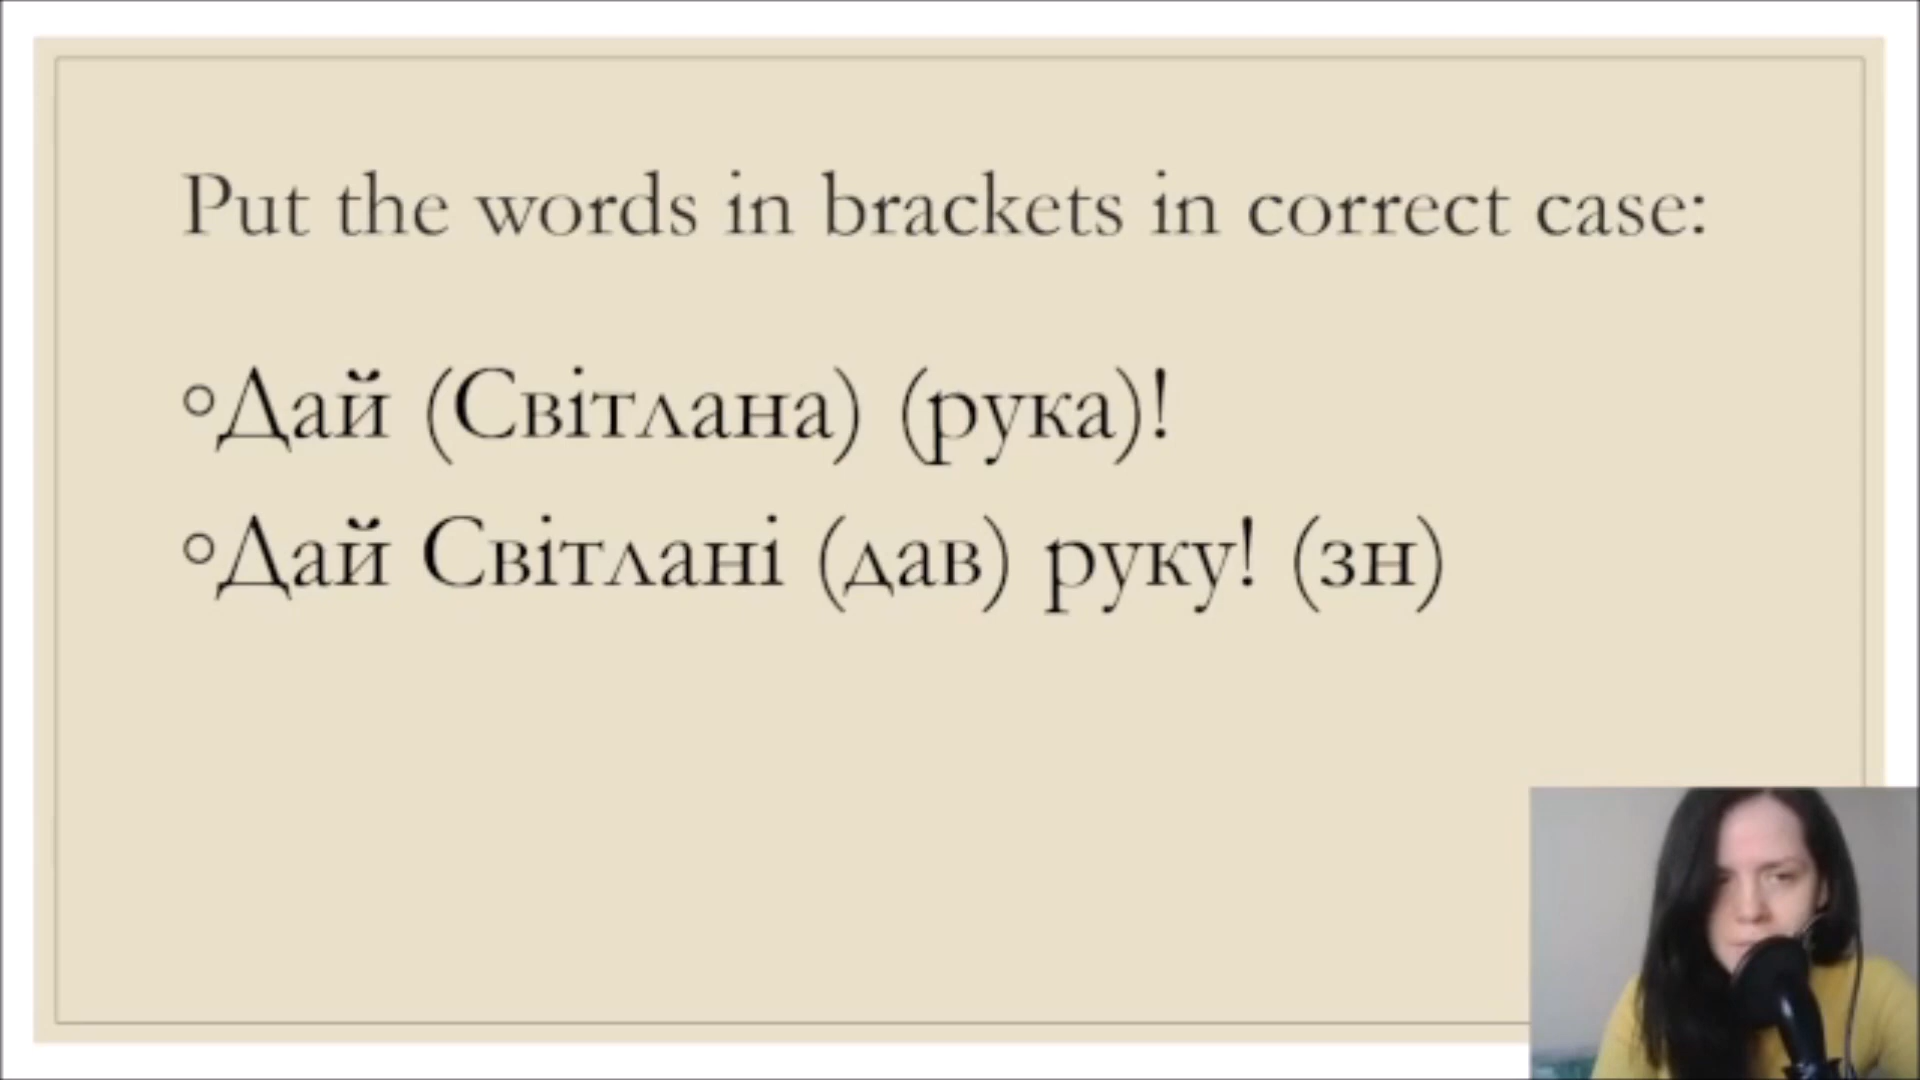 Put the words in brackets in correct case:
◦Дай (Світлана) (рука)!
◦Дай Світлані (дав) руку! (зн)